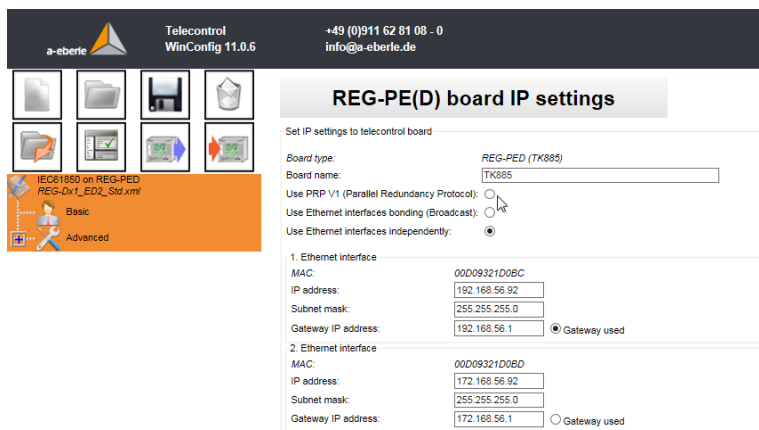 a-eberle
Telecontrol
WinConfig 11.0.6
+49 (0)911 62 81 08 - 0
info@a-eberle.de
IEC61850 on REG-PED
REG-Dx1_ED2_Std.xml
Basic
Advanced
REG-PE(D) board IP settings
Set IP settings to telecontrol board
Board type: REG-PED (TK885)
Board name: TK885
Use PRP V1 (Parallel Redundancy Protocol):
Use Ethernet interfaces bonding (Broadcast):
Use Ethernet interfaces independently:
1. Ethernet interface
MAC: 00D09321D0BC
IP address: 192.168.56.92
Subnet mask: 255.255.255.0
Gateway IP address: 192.168.56.1 Gateway used
2. Ethernet interface
MAC: 00D09321D0BD
IP address: 172.168.56.92
Subnet mask: 255.255.255.0
Gateway IP address: 172.168.56.1 Gateway used